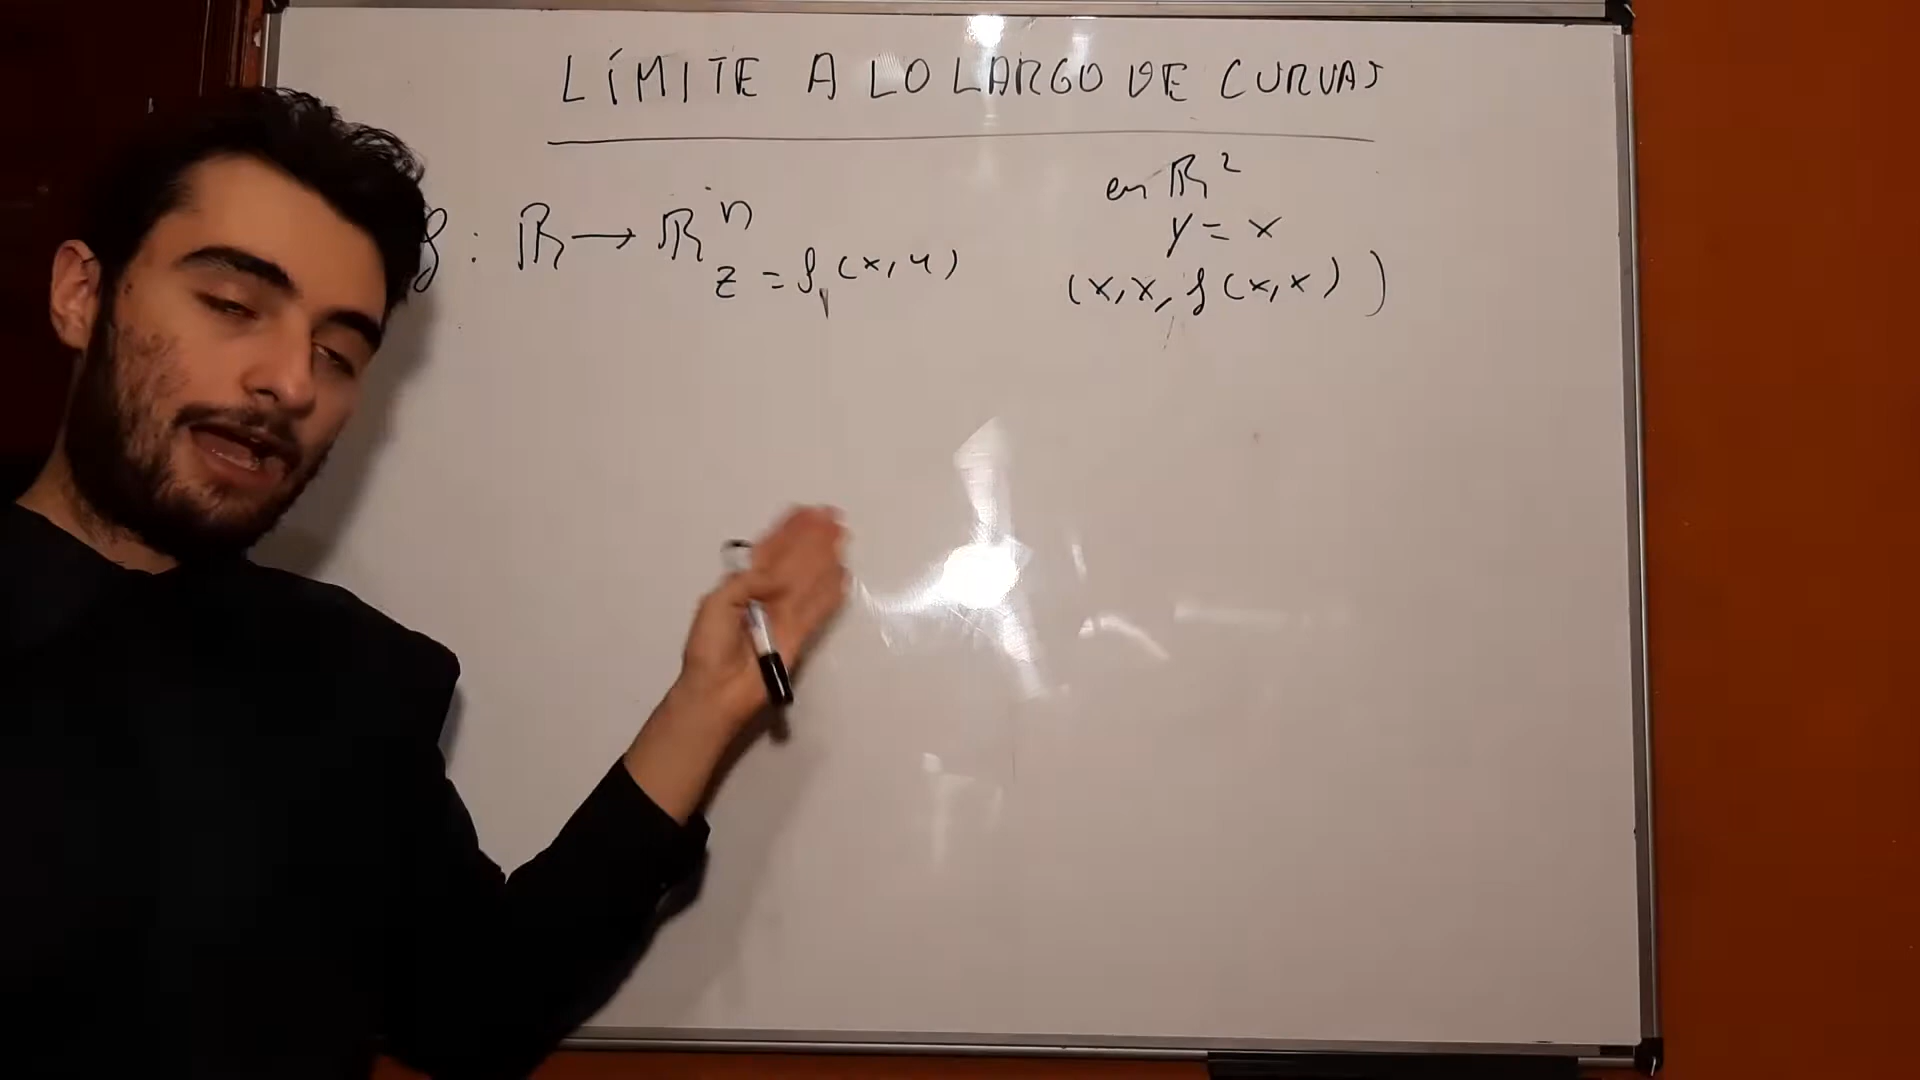 LÍMITE A LO LARGO DE CURVAS
f : ℝ → ℝⁿ
z = f(x,y)
en ℝ²
y = x
(x,x, f(x,x))